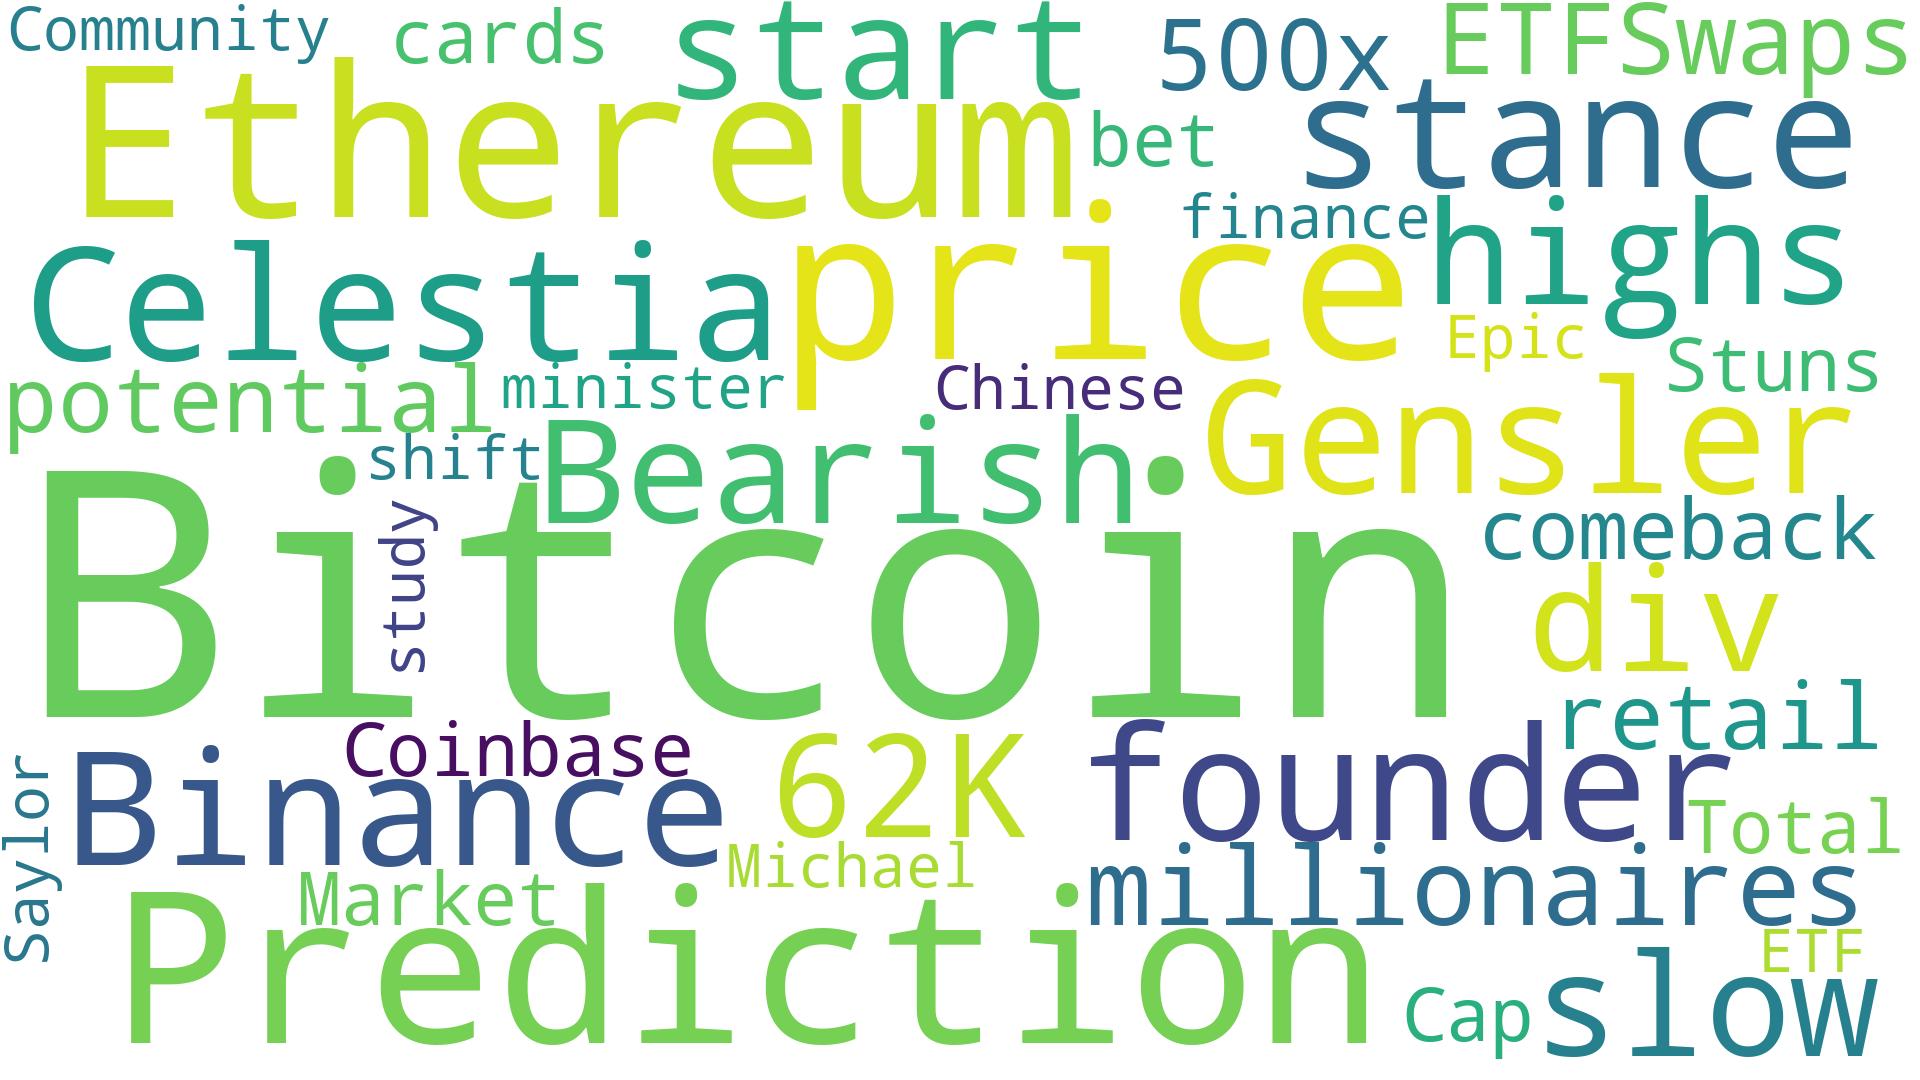 Community
cards
start
500x
ETFSwaps
Ethereum
bet
stance
finance
highs
Celestia
price
Epic
Stuns
potential
minister
Chinese
Gensler
shift
Bearish
study
Bitcoin
comeback
div
retail
Coinbase
62K
founder
Saylor
Binance
Total
Michael
millionaires
Market
Prediction
ETF
Cap
slow